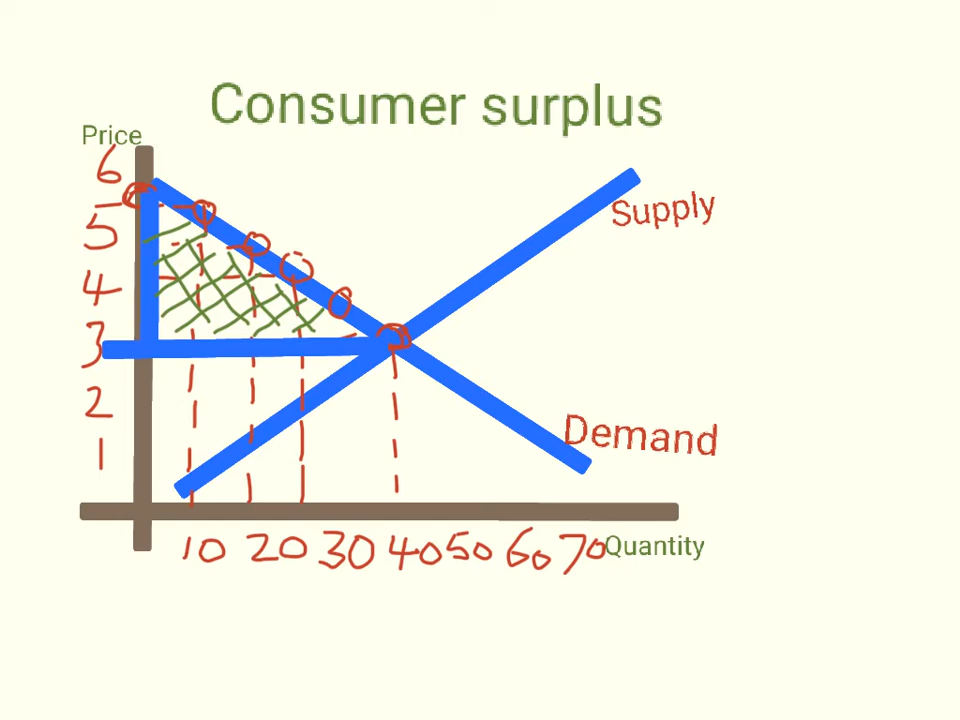 Consumer surplus
Price
6
5
4
3
2
1
Supply
Demand
10 20 30 40 50 60 70
Quantity